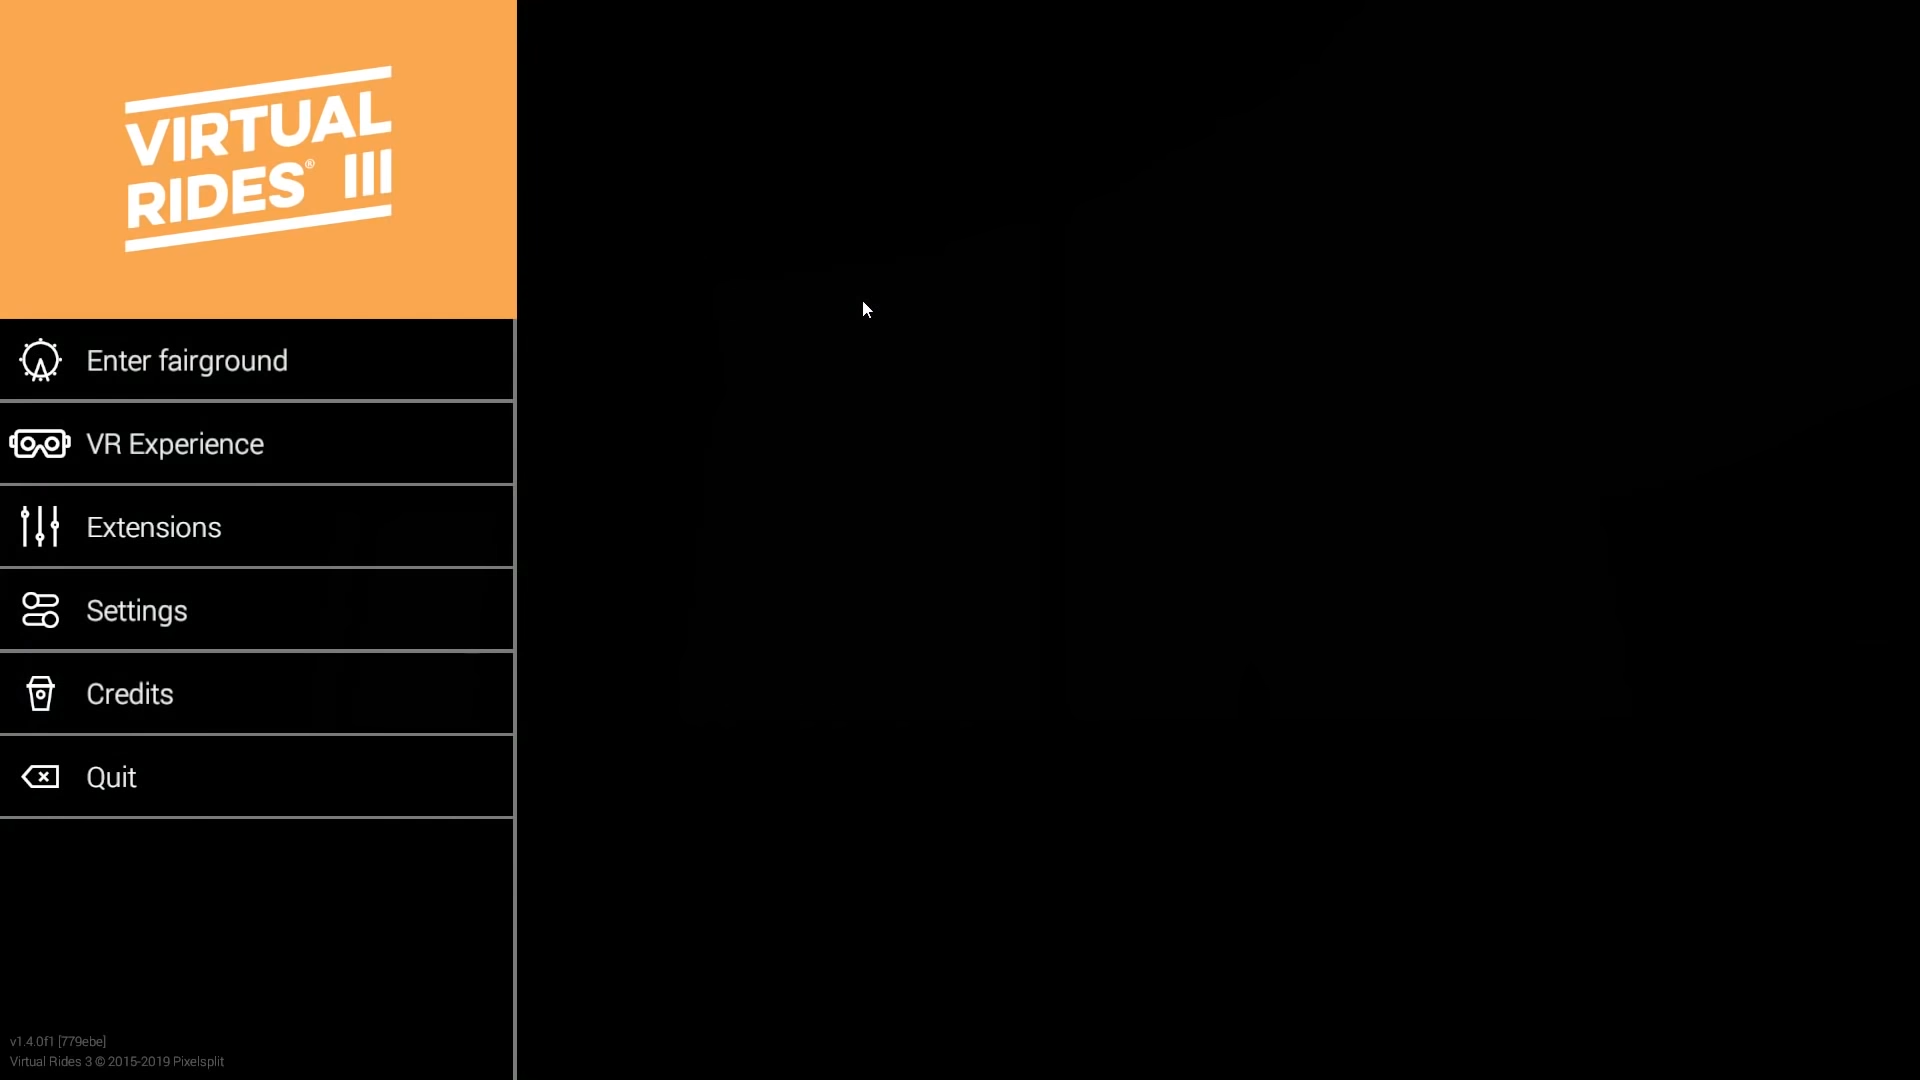 VIRTUAL
RIDES® III
Enter fairground
VR Experience
Extensions
Settings
Credits
Quit
v1.4.0f1 [779ebe]
Virtual Rides 3 © 2015-2019 Pixelsplit